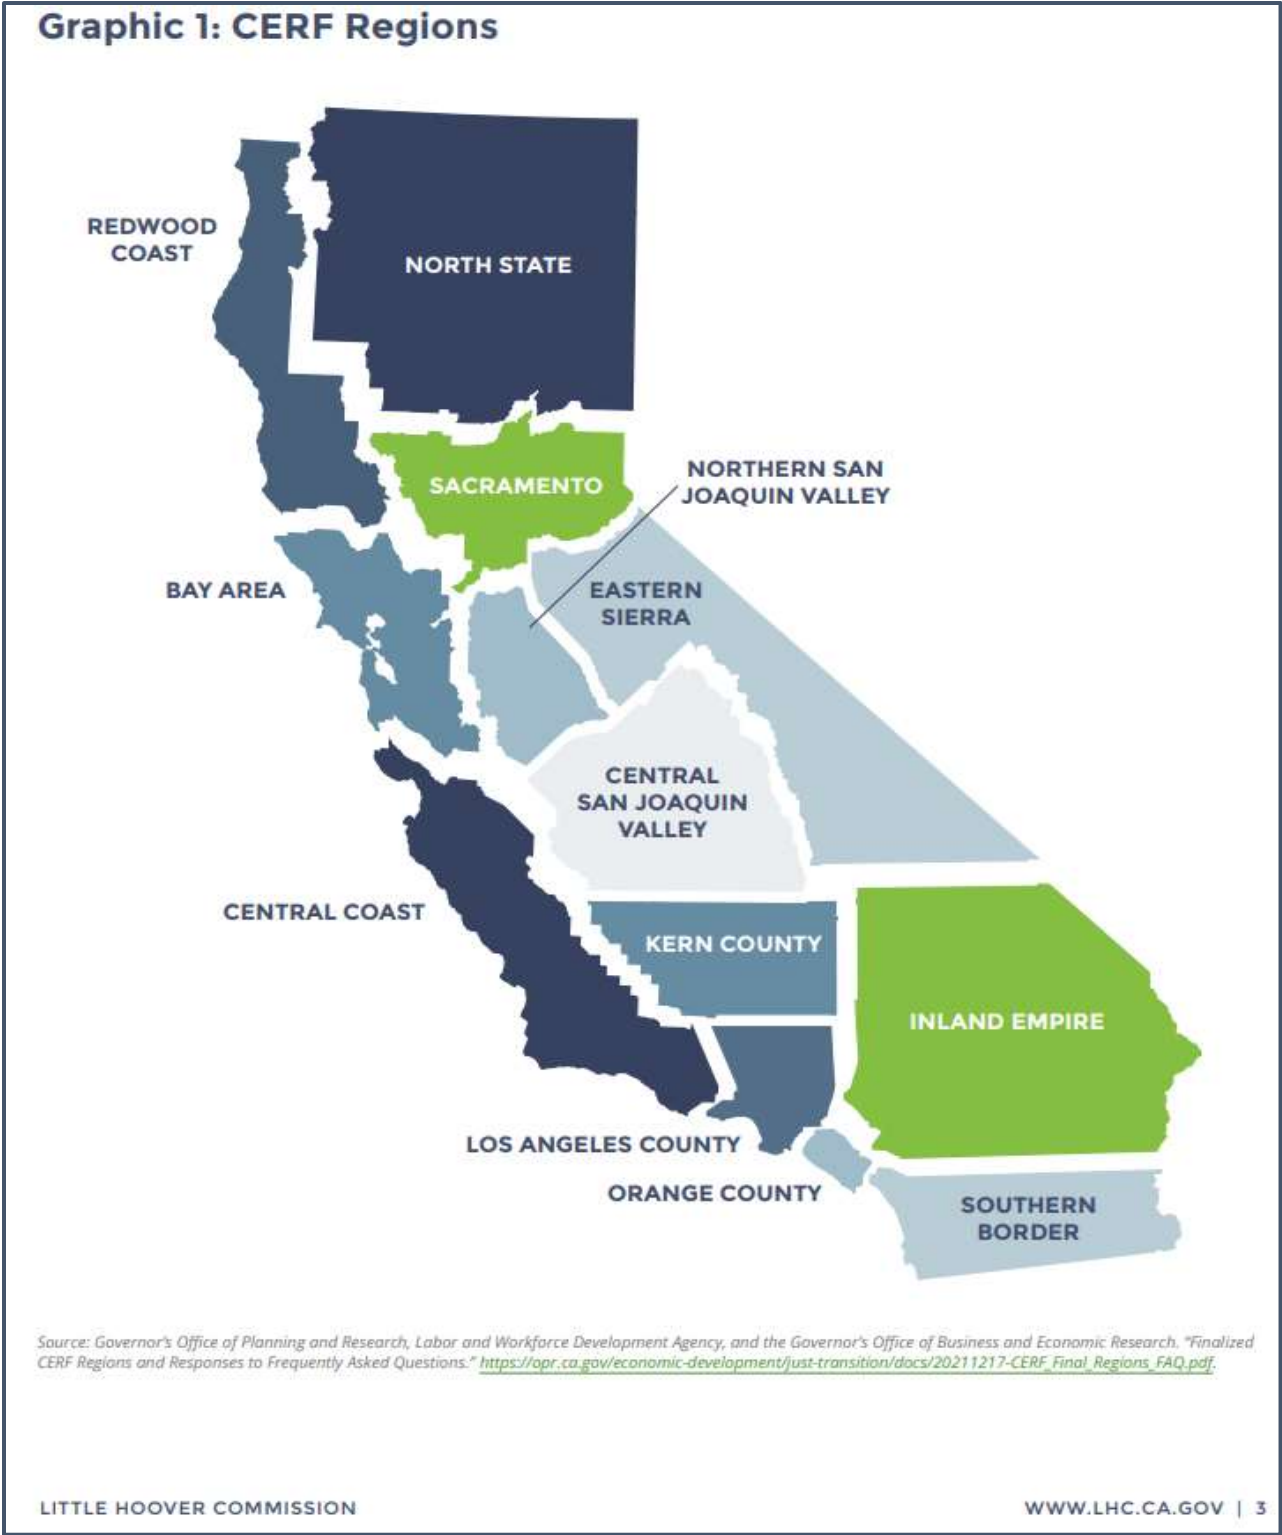 Graphic 1: CERF Regions
REDWOOD
COAST
NORTH STATE
SACRAMENTO
NORTHERN SAN
JOAQUIN VALLEY
BAY AREA
EASTERN
SIERRA
CENTRAL
SAN JOAQUIN
VALLEY
CENTRAL COAST
KERN COUNTY
INLAND EMPIRE
LOS ANGELES COUNTY
ORANGE COUNTY
SOUTHERN
BORDER
Source: Governor's Office of Planning and Research, Labor and Workforce Development Agency, and the Governor's Office of Business and Economic Research. "Finalized
CERF Regions and Responses to Frequently Asked Questions." https://opr.ca.gov/economic-development/just-transition/docs/20211217-CERF_Final_Regions_FAQ.pdf.
LITTLE HOOVER COMMISSION
WWW.LHC.CA.GOV | 3